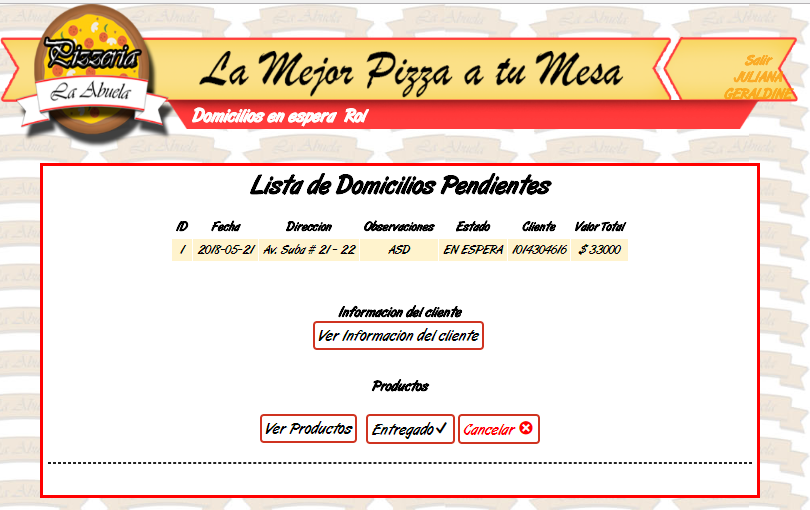 Pizzeria
La Abuela
La Mejor Pizza a tu Mesa
Salir
JULIANA
GERALDINE
Domicilios en espera Rol
Lista de Domicilios Pendientes
ID Fecha Direccion Observaciones Estado Cliente Valor Total
1 2018-05-21 Av. Suba # 21 - 22 ASD EN ESPERA 1014304616 $ 33000
Informacion del cliente
Ver Informacion del cliente
Productos
Ver Productos Entregado✔ Cancelar